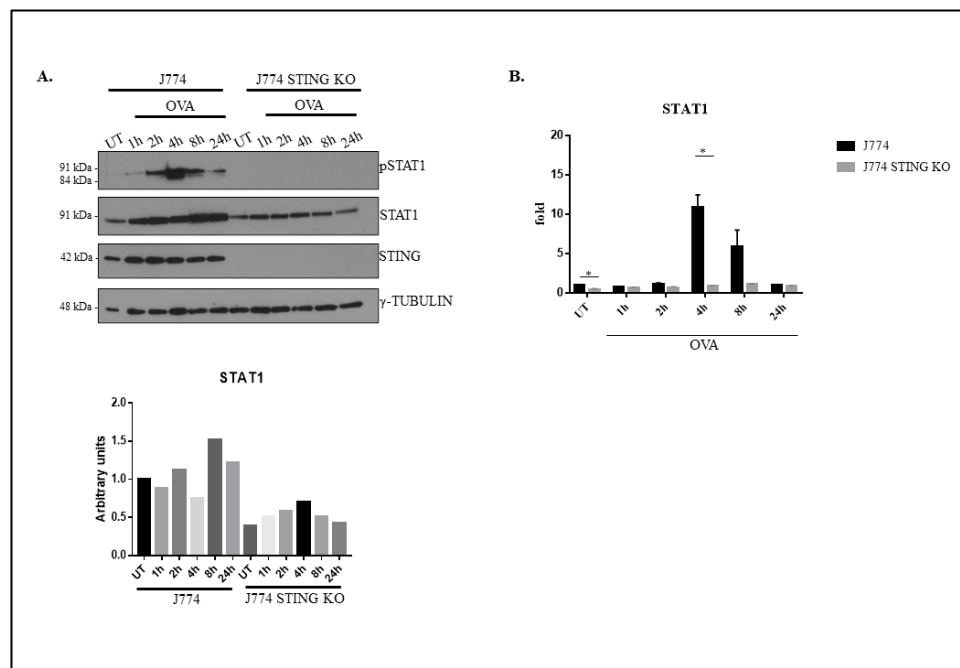 A.
J774 J774 STING KO
OVA OVA
UT 1h 2h 4h 8h 24h UT 1h 2h 4h 8h 24h
91 kDa
84 kDa
pSTAT1
91 kDa
STAT1
42 kDa
STING
48 kDa
γ-TUBULIN
STAT1
Arbitrary units
2.0
1.5
1.0
0.5
0.0
UT 1h 2h 4h 8h 24h UT 1h 2h 4h 8h 24h
J774 J774 STING KO
B.
STAT1
fold
20
15
10
5
0
*
*
J774
J774 STING KO
UT 1h 2h 4h 8h 24h
OVA